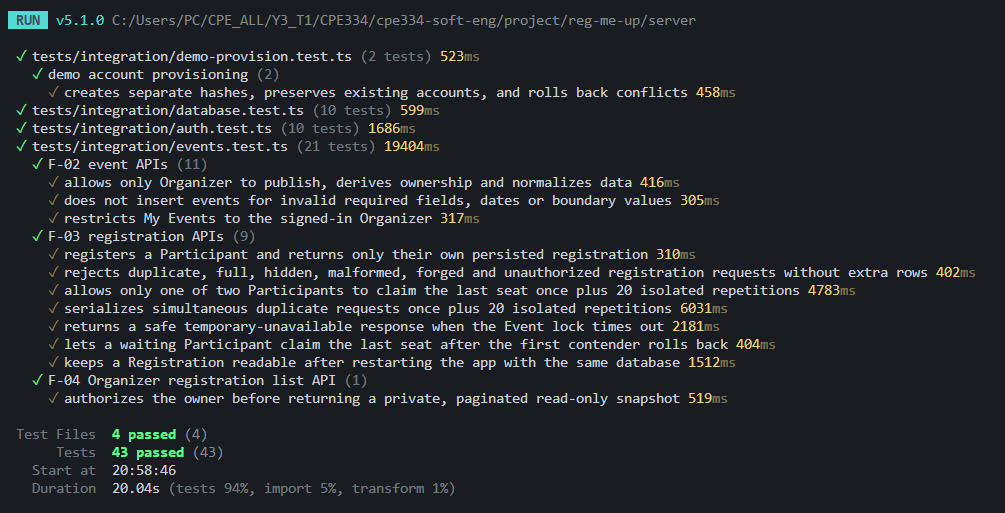 RUN v5.1.0 C:/Users/PC/CPE_ALL/Y3_T1/CPE334/cpe334-soft-eng/project/reg-me-up/server
✓ tests/integration/demo-provision.test.ts (2 tests) 523ms
✓ demo account provisioning (2)
✓ creates separate hashes, preserves existing accounts, and rolls back conflicts 458ms
✓ tests/integration/database.test.ts (10 tests) 599ms
✓ tests/integration/auth.test.ts (10 tests) 1686ms
✓ tests/integration/events.test.ts (21 tests) 19404ms
✓ F-02 event APIs (11)
✓ allows only Organizer to publish, derives ownership and normalizes data 416ms
✓ does not insert events for invalid required fields, dates or boundary values 305ms
✓ restricts My Events to the signed-in Organizer 317ms
✓ F-03 registration APIs (9)
✓ registers a Participant and returns only their own persisted registration 310ms
✓ rejects duplicate, full, hidden, malformed, forged and unauthorized registration requests without extra rows 402ms
✓ allows only one of two Participants to claim the last seat once plus 20 isolated repetitions 4783ms
✓ serializes simultaneous duplicate requests once plus 20 isolated repetitions 6031ms
✓ returns a safe temporary-unavailable response when the Event lock times out 2181ms
✓ lets a waiting Participant claim the last seat after the first contender rolls back 404ms
✓ keeps a Registration readable after restarting the app with the same database 1512ms
✓ F-04 Organizer registration list API (1)
✓ authorizes the owner before returning a private, paginated read-only snapshot 519ms
Test Files 4 passed (4)
Tests 43 passed (43)
Start at 20:58:46
Duration 20.04s (tests 94%, import 5%, transform 1%)